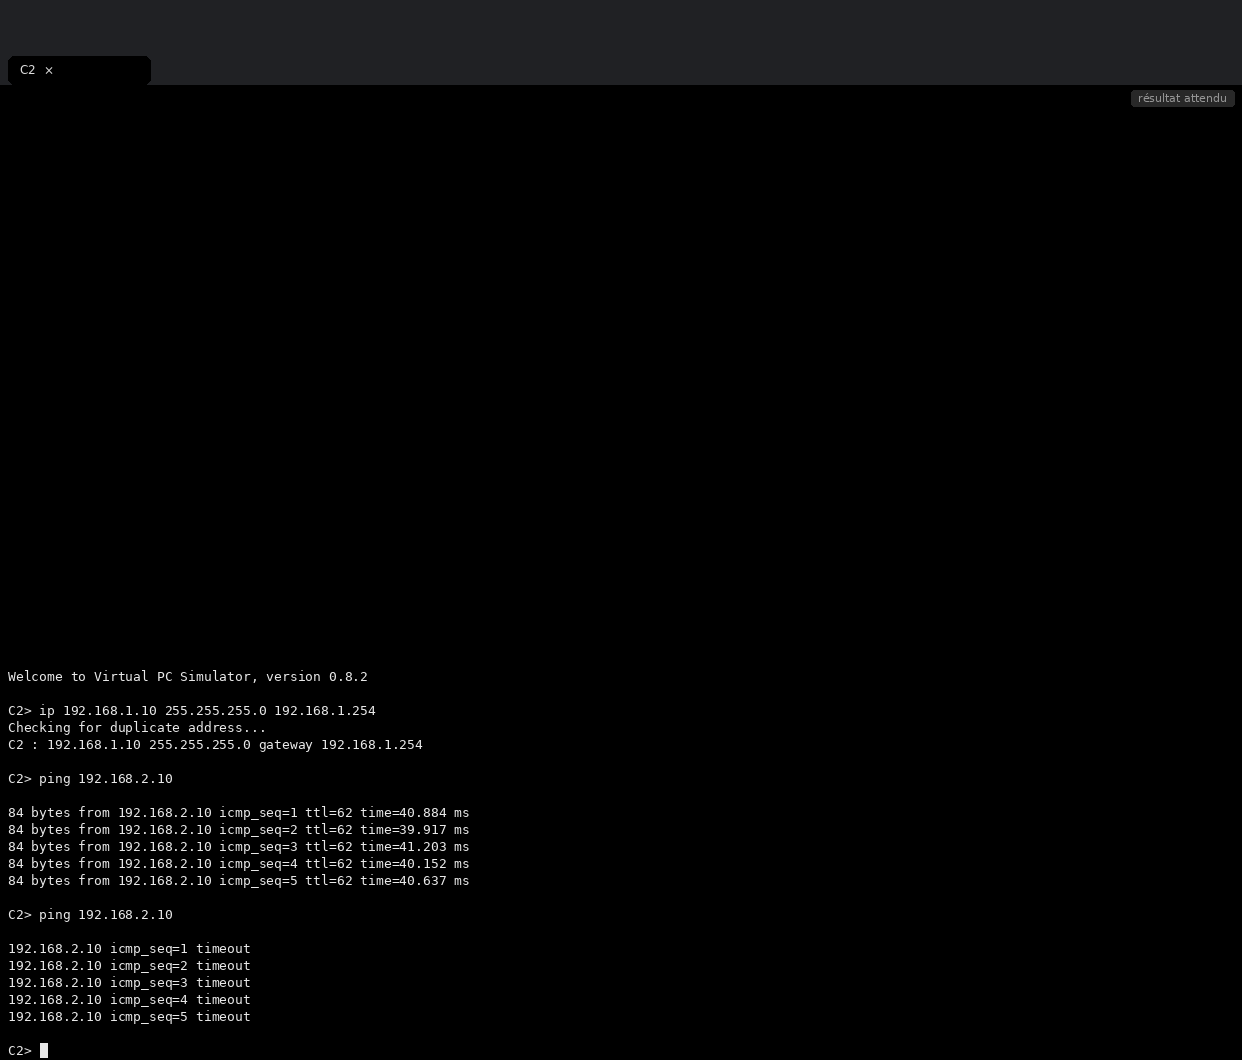 C2 ×
résultat attendu
Welcome to Virtual PC Simulator, version 0.8.2
C2> ip 192.168.1.10 255.255.255.0 192.168.1.254
Checking for duplicate address...
C2 : 192.168.1.10 255.255.255.0 gateway 192.168.1.254
C2> ping 192.168.2.10
84 bytes from 192.168.2.10 icmp_seq=1 ttl=62 time=40.884 ms
84 bytes from 192.168.2.10 icmp_seq=2 ttl=62 time=39.917 ms
84 bytes from 192.168.2.10 icmp_seq=3 ttl=62 time=41.203 ms
84 bytes from 192.168.2.10 icmp_seq=4 ttl=62 time=40.152 ms
84 bytes from 192.168.2.10 icmp_seq=5 ttl=62 time=40.637 ms
C2> ping 192.168.2.10
192.168.2.10 icmp_seq=1 timeout
192.168.2.10 icmp_seq=2 timeout
192.168.2.10 icmp_seq=3 timeout
192.168.2.10 icmp_seq=4 timeout
192.168.2.10 icmp_seq=5 timeout
C2>